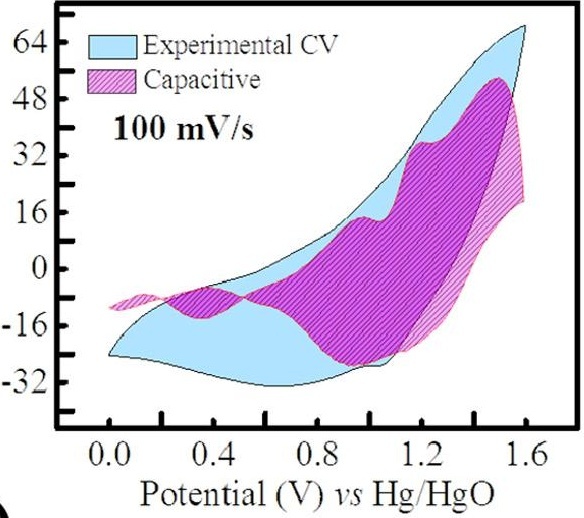 64
48
32
16
0
-16
-32
Experimental CV
Capacitive
100 mV/s
0.0 0.4 0.8 1.2 1.6
Potential (V) vs Hg/HgO